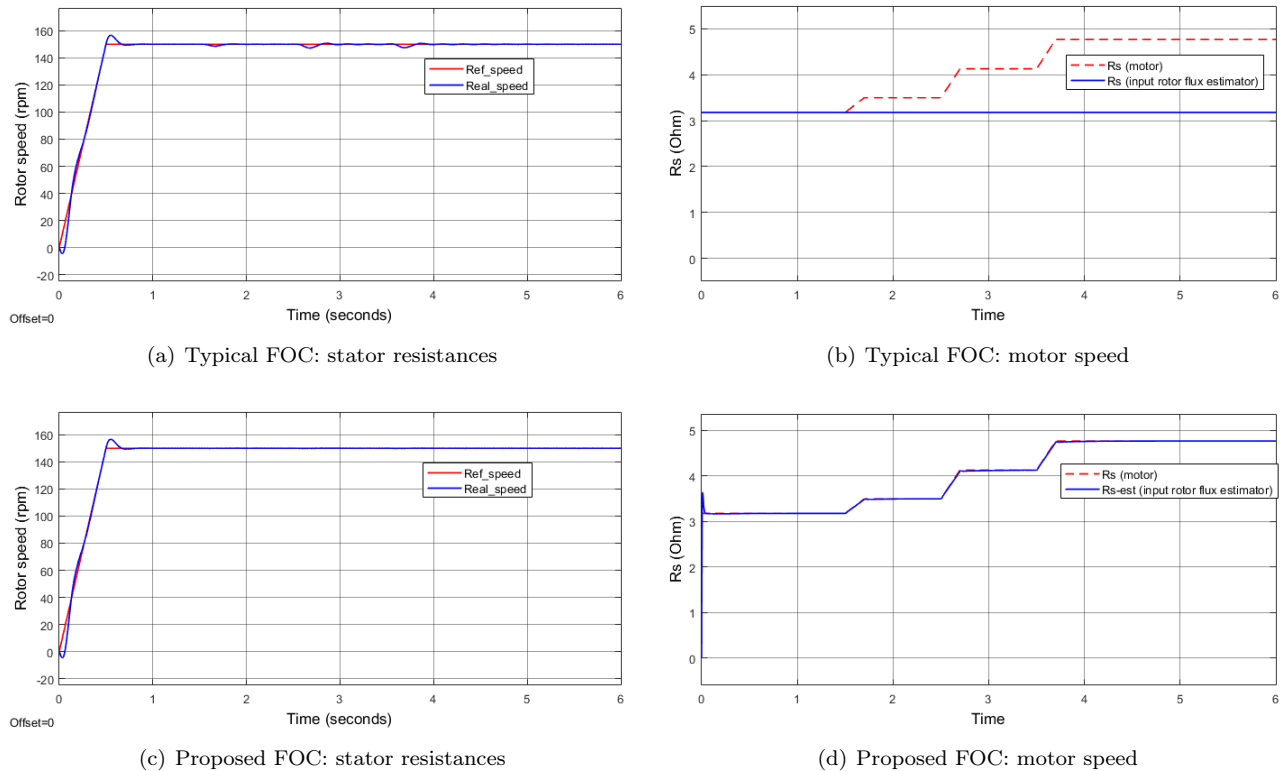 160
140
120
100
80
60
40
20
0
-20
Rotor speed (rpm)
Ref_speed
Real_speed
0 1 2 3 4 5 6
Time (seconds)
Offset=0
(a) Typical FOC: stator resistances
5
4
3
2
1
0
Rs (Ohm)
Rs (motor)
Rs (input rotor flux estimator)
0 1 2 3 4 5 6
Time
(b) Typical FOC: motor speed
160
140
120
100
80
60
40
20
0
-20
Rotor speed (rpm)
Ref_speed
Real_speed
0 1 2 3 4 5 6
Time (seconds)
Offset=0
(c) Proposed FOC: stator resistances
5
4
3
2
1
0
Rs (Ohm)
Rs (motor)
Rs-est (input rotor flux estimator)
0 1 2 3 4 5 6
Time
(d) Proposed FOC: motor speed